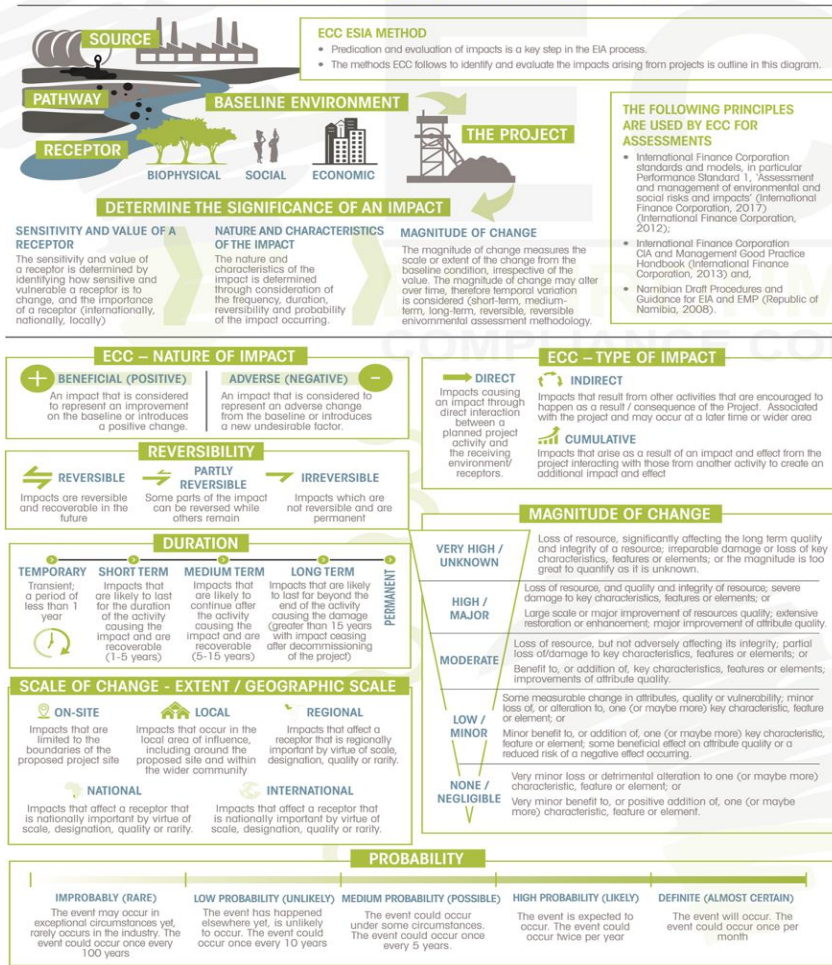 SOURCE
PATHWAY
RECEPTOR
BASELINE ENVIRONMENT
BIOPHYSICAL
SOCIAL
ECONOMIC
THE PROJECT
ECC ESIA METHOD
• Predication and evaluation of impacts is a key step in the EIA process.
• The methods ECC follows to identify and evaluate the impacts arising from projects is outline in this diagram.
THE FOLLOWING PRINCIPLES
ARE USED BY ECC FOR
ASSESSMENTS
• International Finance Corporation
standards and models, in particular
Performance Standard 1, 'Assessment
and management of environmental and
social risks and impacts' (International
Finance Corporation, 2017)
(International Finance Corporation,
2012);
• International Finance Corporation
CIA and Management Good Practice
Handbook (International Finance
Corporation, 2013) and,
• Namibian Draft Procedures and
Guidance for EIA and EMP (Republic of
Namibia, 2008).
DETERMINE THE SIGNIFICANCE OF AN IMPACT
SENSITIVITY AND VALUE OF A
RECEPTOR
The sensitivity and value of
a receptor is determined by
identifying how sensitive and
vulnerable a receptor is to
change, and the importance
of a receptor (internationally,
nationally, locally)
NATURE AND CHARACTERISTICS
OF THE IMPACT
The nature and
characteristics of the
impact is determined
through consideration of
the frequency, duration,
reversibility and probability
of the impact occurring.
MAGNITUDE OF CHANGE
The magnitude of change measures the
scale or extent of the change from the
baseline condition, irrespective of the
value. The magnitude of change may alter
over time, therefore temporal variation
is considered (short-term, medium-
term, long-term, reversible, reversible
environmental assessment methodology.
COMPLIANCE CO
ECC – NATURE OF IMPACT
BENEFICIAL (POSITIVE)
An impact that is considered
to represent an improvement
on the baseline or introduces
a positive change.
ADVERSE (NEGATIVE)
An impact that is considered to
represent an adverse change
from the baseline or introduces
a new undesirable factor.
ECC – TYPE OF IMPACT
DIRECT
Impacts causing
an impact through
direct interaction
between a
planned project
activity and
the receiving
environment/
receptors.
INDIRECT
Impacts that result from other activities that are encouraged to
happen as a result / consequence of the Project. Associated
with the project and may occur at a later time or wider area
CUMULATIVE
Impacts that arise as a result of an impact and effect from the
project interacting with those from another activity to create an
additional impact and effect
REVERSIBILITY
REVERSIBLE
Impacts are reversible
and recoverable in the
future
PARTLY
REVERSIBLE
Some parts of the impact
can be reversed while
others remain
IRREVERSIBLE
Impacts which are
not reversible and are
permanent
DURATION
TEMPORARY
Transient;
a period of
less than 1
year
SHORT TERM
Impacts that
are likely to last
for the duration
of the activity
causing the
impact and are
recoverable
(1-5 years)
MEDIUM TERM
Impacts that
are likely to
continue after
the activity
causing the
impact and are
recoverable
(5-15 years)
LONG TERM
Impacts that are likely
to last far beyond the
end of the activity
causing the damage
(greater than 15 years
with impact ceasing
after decommissioning
of the project)
PERMANENT
MAGNITUDE OF CHANGE
VERY HIGH /
UNKNOWN
Loss of resource, significantly affecting the long term quality
and integrity of a resource; irreparable damage or loss of key
characteristics, features or elements; or the magnitude is too
great to quantify as it is unknown.
HIGH /
MAJOR
Loss of resource, and quality and integrity of resource; severe
damage to key characteristics, features or elements; or
Large scale or major improvement of resources quality; extensive
restoration or enhancement; major improvement of attribute quality.
MODERATE
Loss of resource, but not adversely affecting its integrity; partial
loss of/damage to key characteristics, features or elements; or
Benefit to, or addition of, key characteristics, features or elements;
improvements of attribute quality.
LOW /
MINOR
Some measurable change in attributes, quality or vulnerability; minor
loss of, or alteration to, one (or maybe more) key characteristic, feature
or element; or
Minor benefit to, or addition of, one (or maybe more) key characteristic,
feature or element; some beneficial effect on attribute quality or a
reduced risk of a negative effect occurring.
NONE /
NEGLIGIBLE
Very minor loss or detrimental alteration to one (or maybe more)
characteristic, feature or element; or
Very minor benefit to, or positive addition of, one (or maybe
more) characteristic, feature or element.
SCALE OF CHANGE - EXTENT / GEOGRAPHIC SCALE
ON-SITE
Impacts that are
limited to the
boundaries of the
proposed project site
LOCAL
Impacts that occur in the
local area of influence,
including around the
proposed site and within
the wider community
REGIONAL
Impacts that affect a
receptor that is regionally
important by virtue of scale,
designation, quality or rarity.
NATIONAL
Impacts that affect a receptor that
is nationally important by virtue of
scale, designation, quality or rarity.
INTERNATIONAL
Impacts that affect a receptor that
is nationally important by virtue of
scale, designation, quality or rarity.
PROBABILITY
IMPROBABLY (RARE)
The event may occur in
exceptional circumstances yet,
rarely occurs in the industry. The
event could occur once every
100 years
LOW PROBABILITY (UNLIKELY)
The event has happened
elsewhere yet, is unlikely
to occur. The event could
occur once every 10 years
MEDIUM PROBABILITY (POSSIBLE)
The event could occur
under some circumstances.
The event could occur once
every 5 years.
HIGH PROBABILITY (LIKELY)
The event is expected to
occur. The event could
occur twice per year
DEFINITE (ALMOST CERTAIN)
The event will occur. The
event could occur once per
month